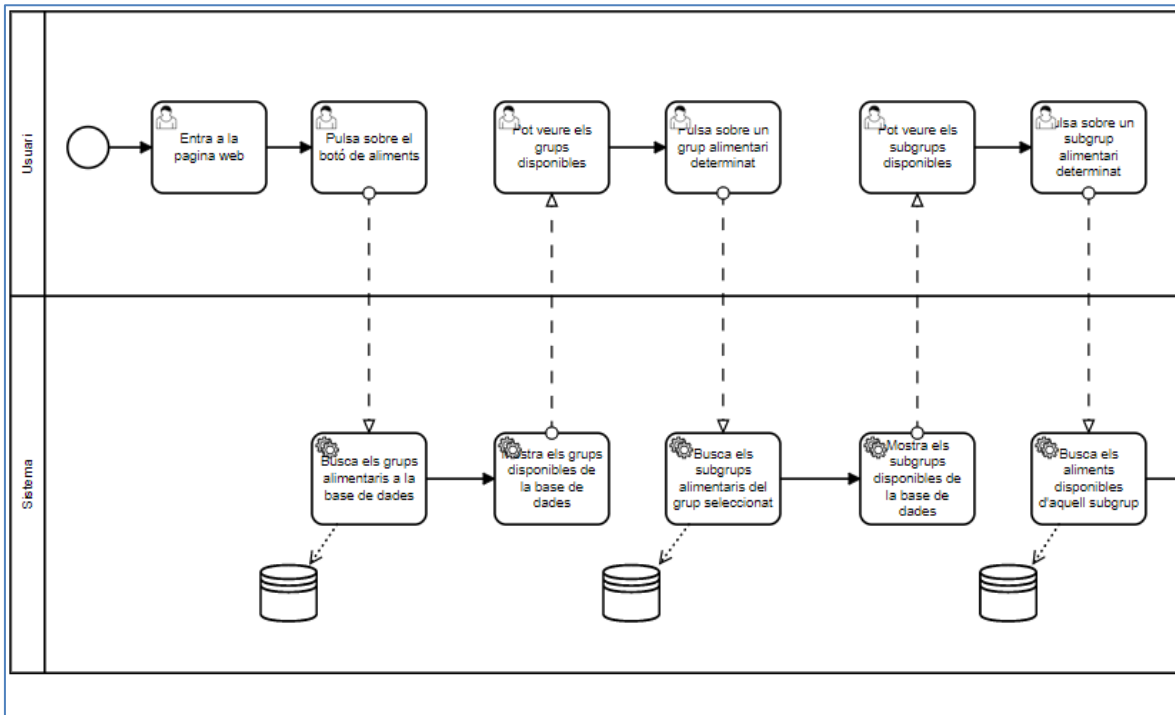 Usuari
Entra a la
pagina web
Pulsa sobre el
botó de aliments
Pot veure els
grups
disponibles
Pulsa sobre un
grup alimentari
determinat
Pot veure els
subgrups
disponibles
Pulsa sobre un
subgrup
alimentari
determinat
Sistema
Busca els grups
alimentaris a la
base de dades
Mostra els grups
disponibles de
la base de
dades
Busca els
subgrups
alimentaris del
grup seleccionat
Mostra els
subgrups
disponibles de
la base de
dades
Busca els
aliments
disponibles
d'aquell subgrup